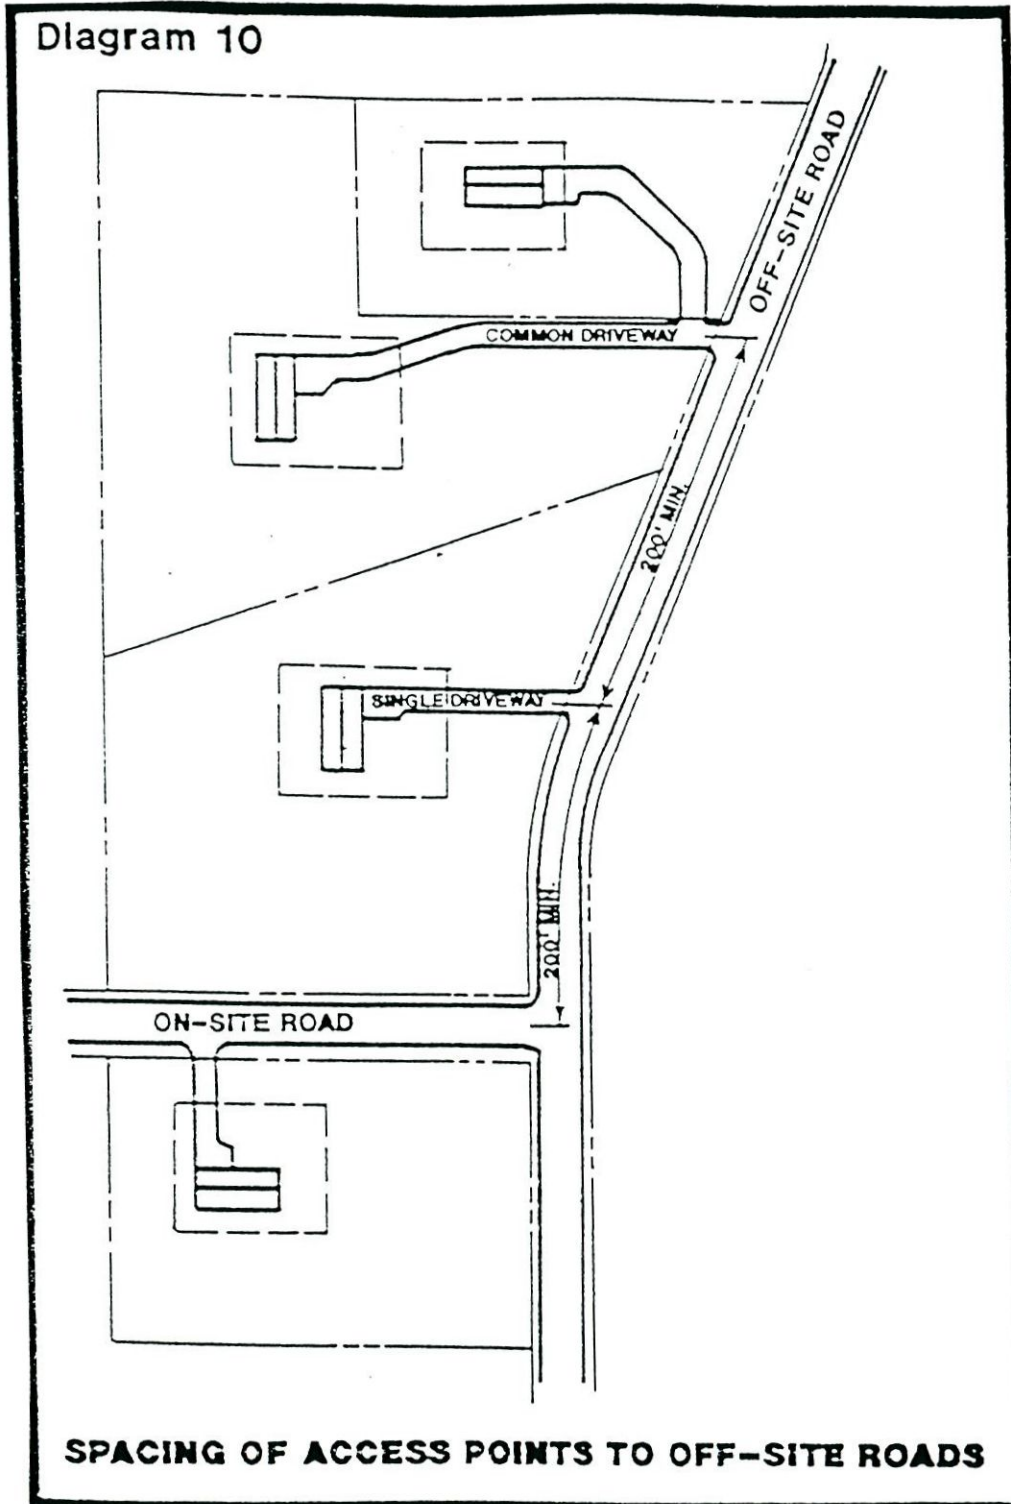 Diagram 10
OFF-SITE ROAD
COMMON DRIVEWAY
200' MIN.
SINGLE DRIVEWAY
200' MIN.
ON-SITE ROAD
SPACING OF ACCESS POINTS TO OFF-SITE ROADS